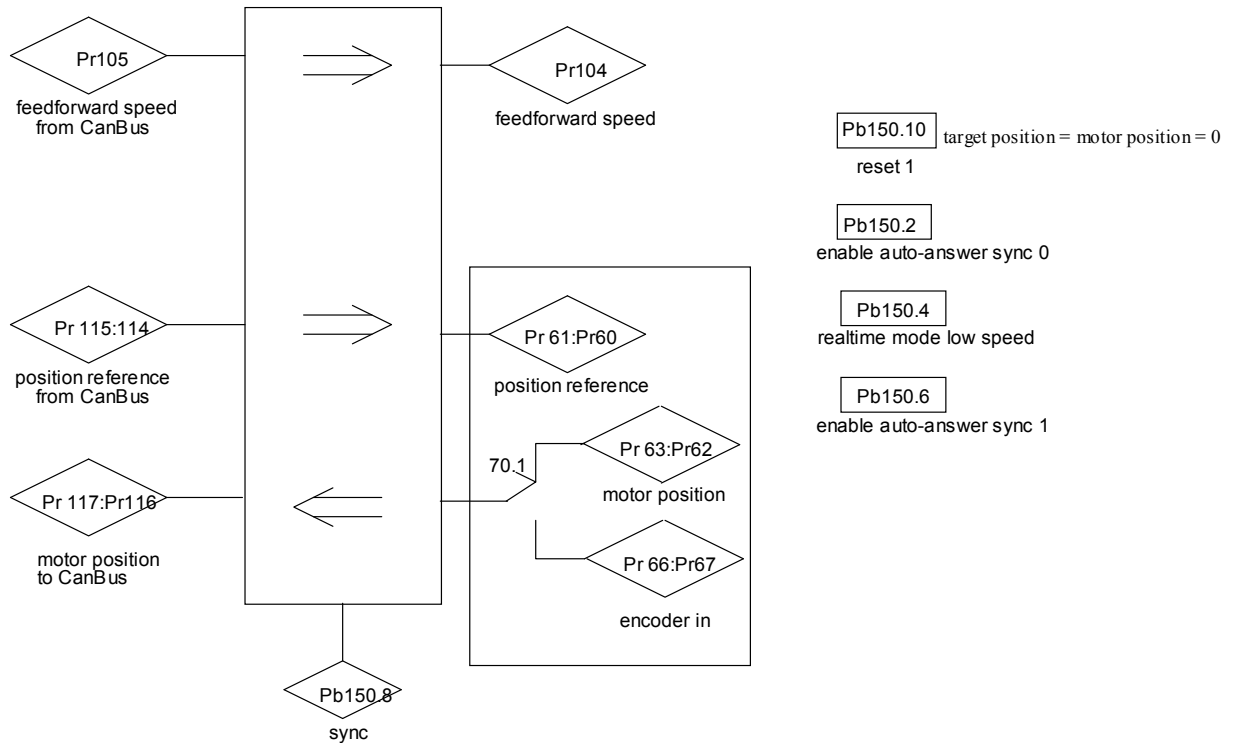 Pr105
feedforward speed
from CanBus
Pr104
feedforward speed
Pr 115:114
position reference
from CanBus
Pr 61:Pr60
position reference
70.1
Pr 63:Pr62
motor position
Pr 117:Pr116
motor position
to CanBus
Pr 66:Pr67
encoder in
Pb150.8
sync
Pb150.10
target position = motor position = 0
reset 1
Pb150.2
enable auto-answer sync 0
Pb150.4
realtime mode low speed
Pb150.6
enable auto-answer sync 1